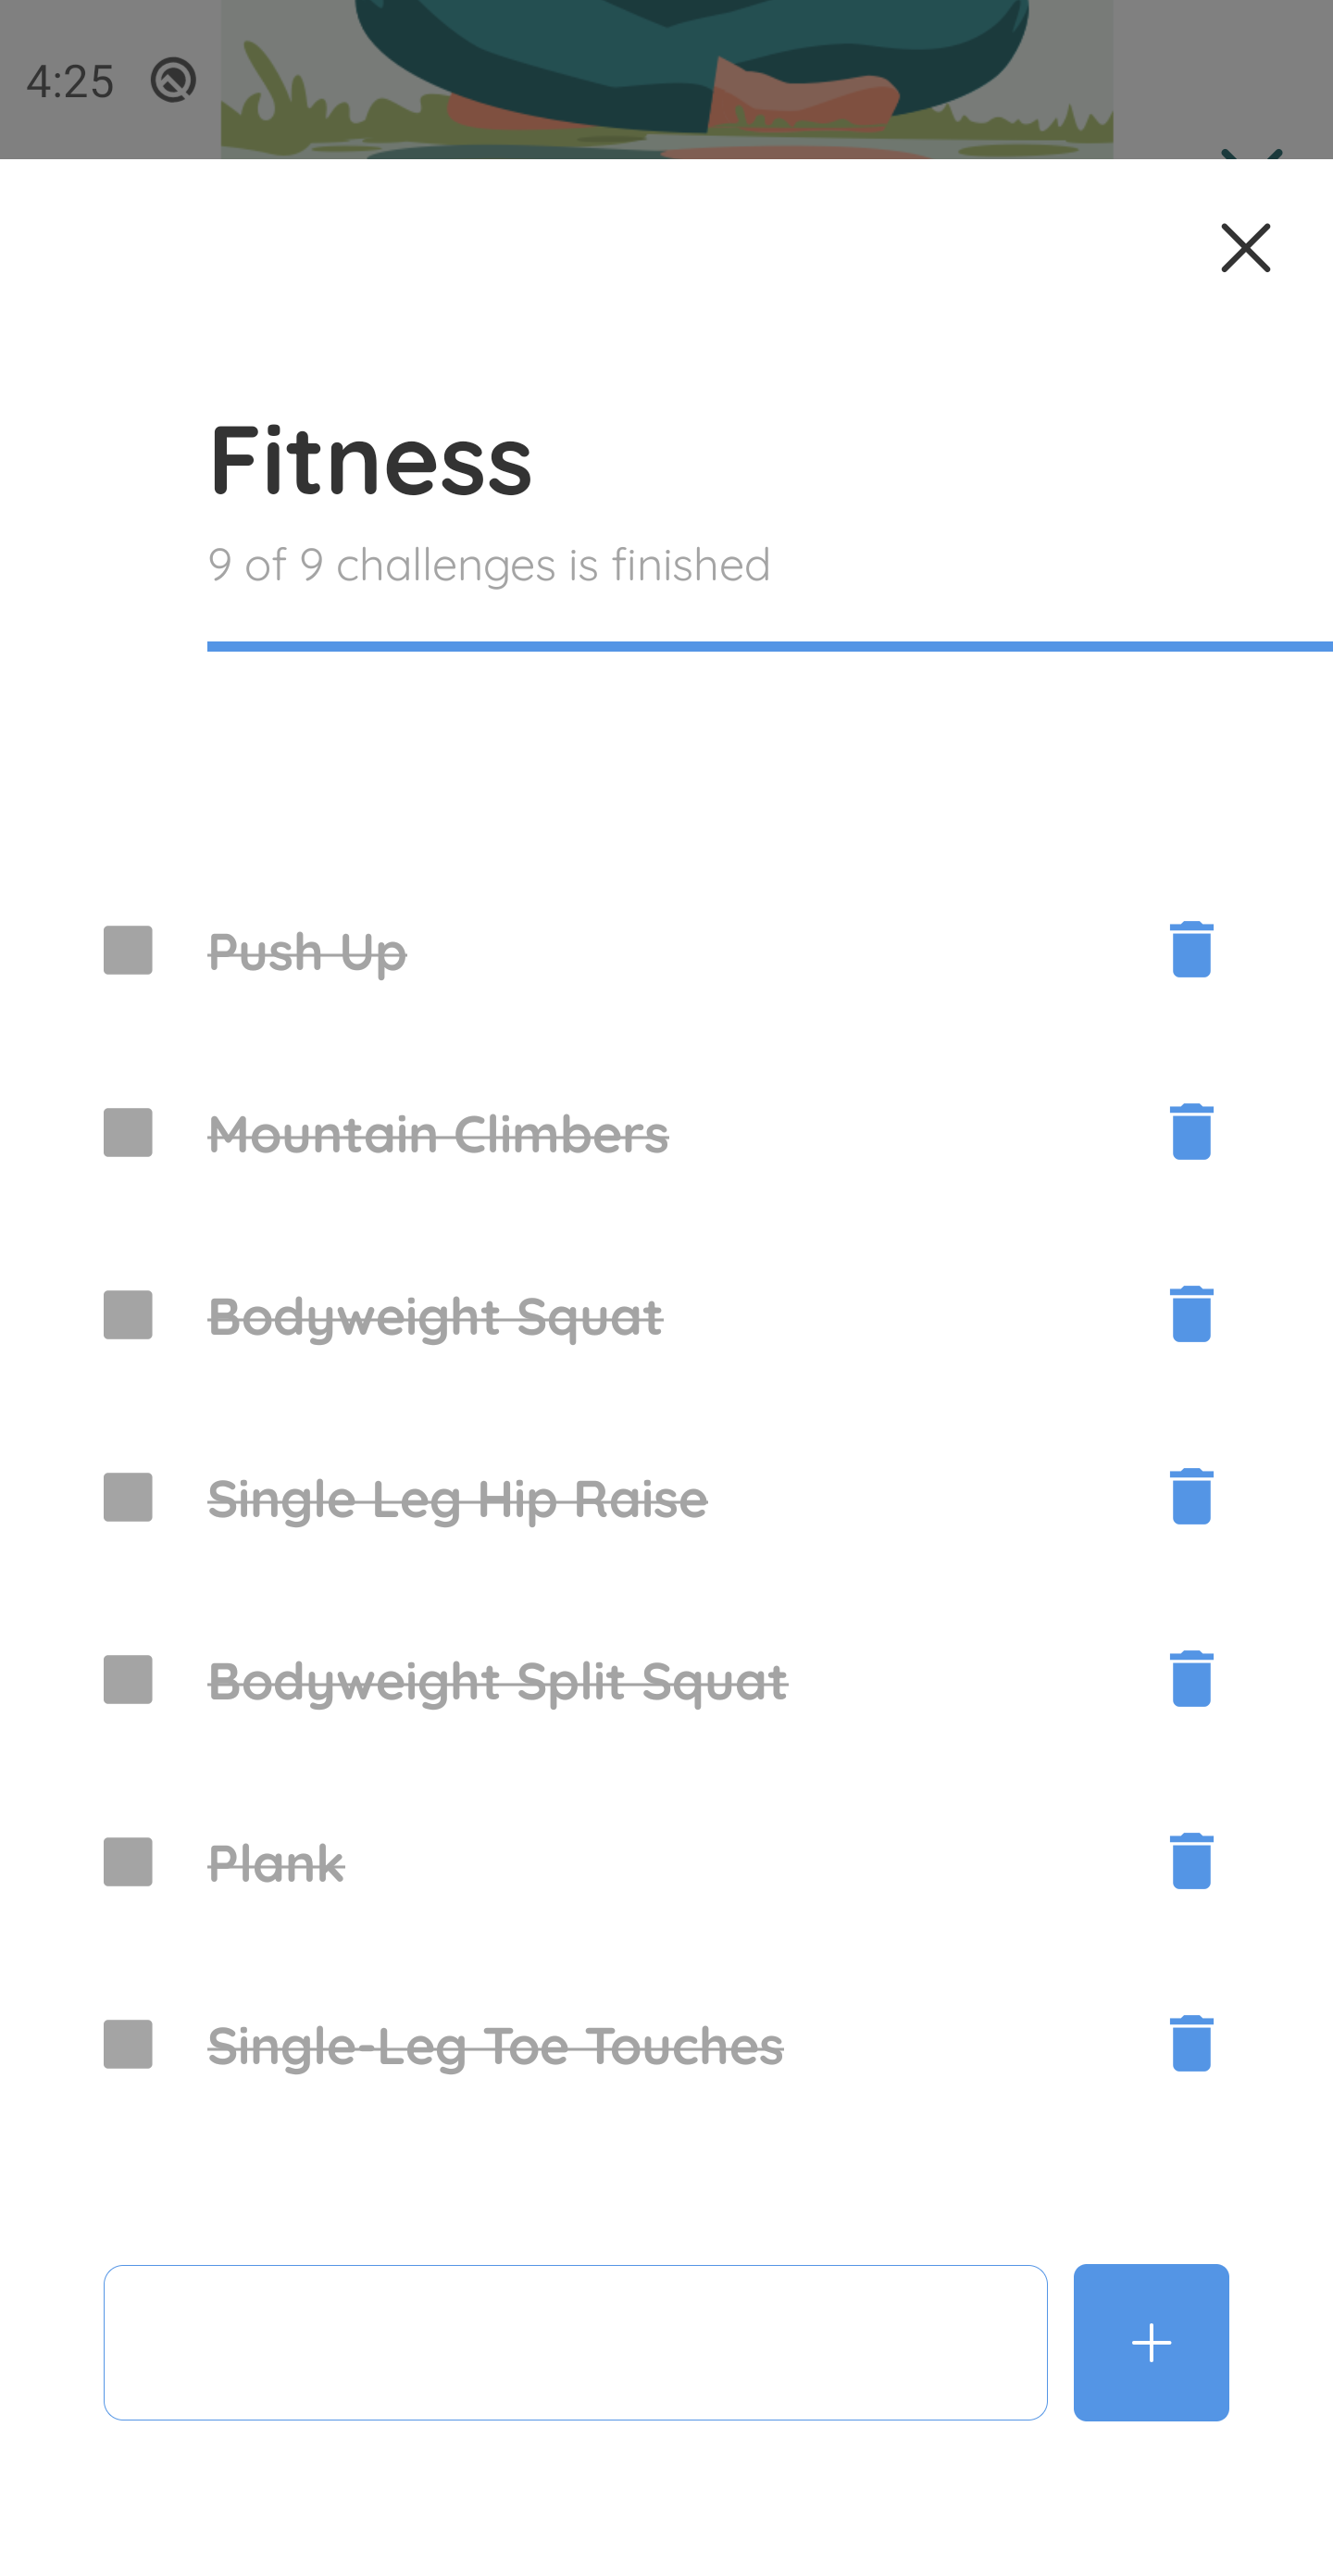 4:25
Fitness
9 of 9 challenges is finished
Push Up
Mountain Climbers
Bodyweight Squat
Single Leg Hip Raise
Bodyweight Split Squat
Plank
Single-Leg Toe Touches